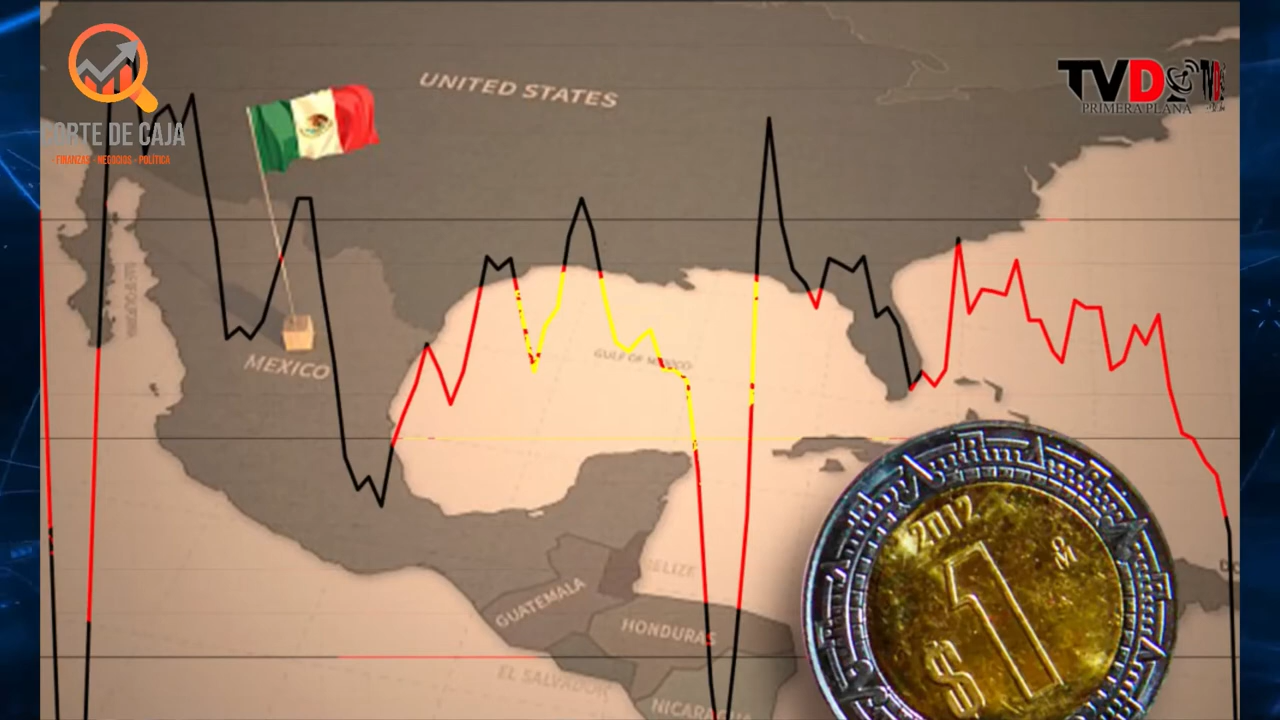 UNITED STATES
TVD
PRIMERA PLANA
CORTE DE CAJA
FINANZAS - NEGOCIOS - POLÍTICA
MEXICO
GULF OF MEXICO
2012
$1
BELIZE
GUATEMALA
HONDURAS
EL SALVADOR
NICARAGUA